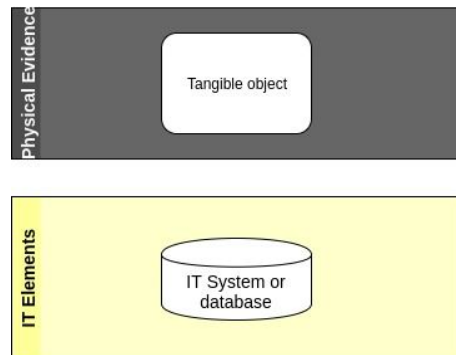 Physical Evidence
Tangible object
IT Elements
IT System or
database